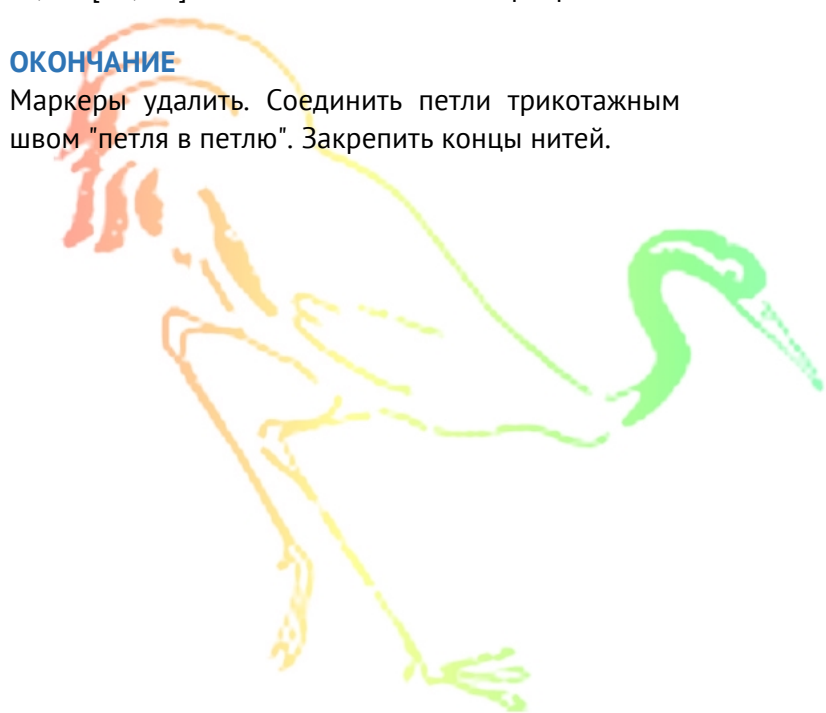 ОКОНЧАНИЕ
Маркеры удалить. Соединить петли трикотажным
швом "петля в петлю". Закрепить концы нитей.